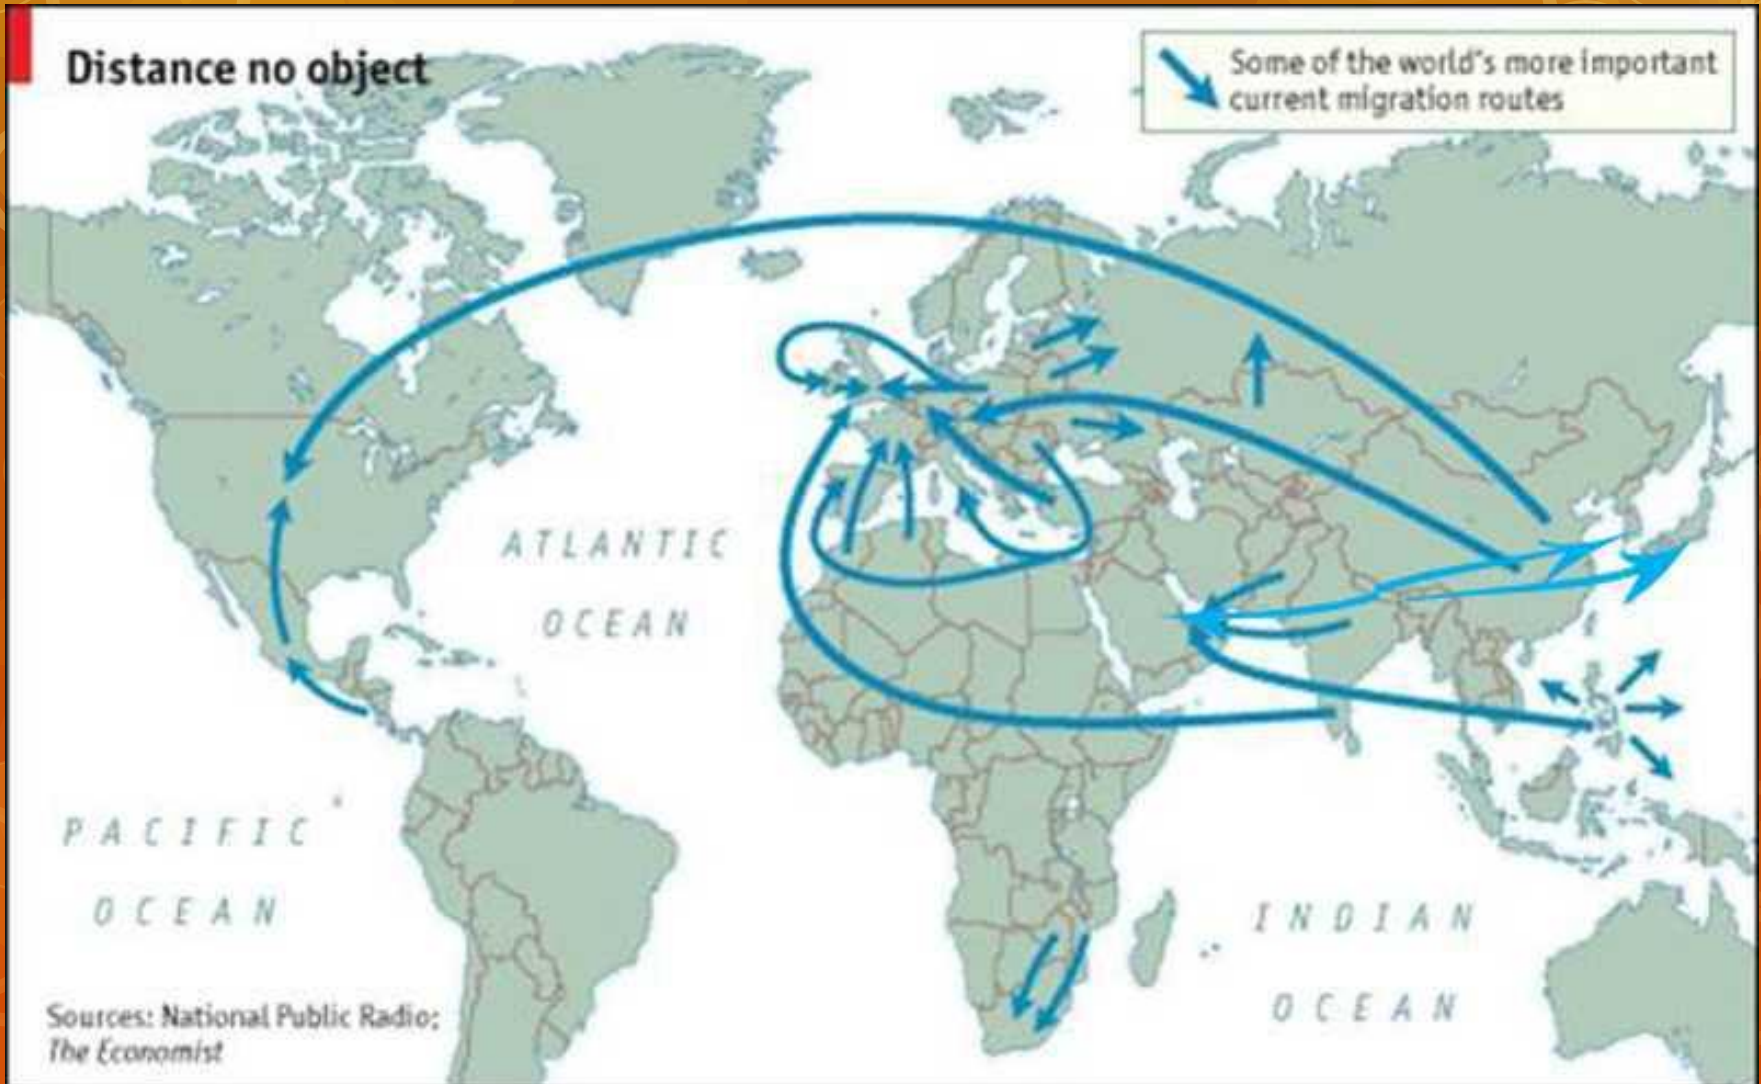 Distance no object
Some of the world's more important
current migration routes
ATLANTIC
OCEAN
PACIFIC
OCEAN
INDIAN
OCEAN
Sources: National Public Radio;
The Economist